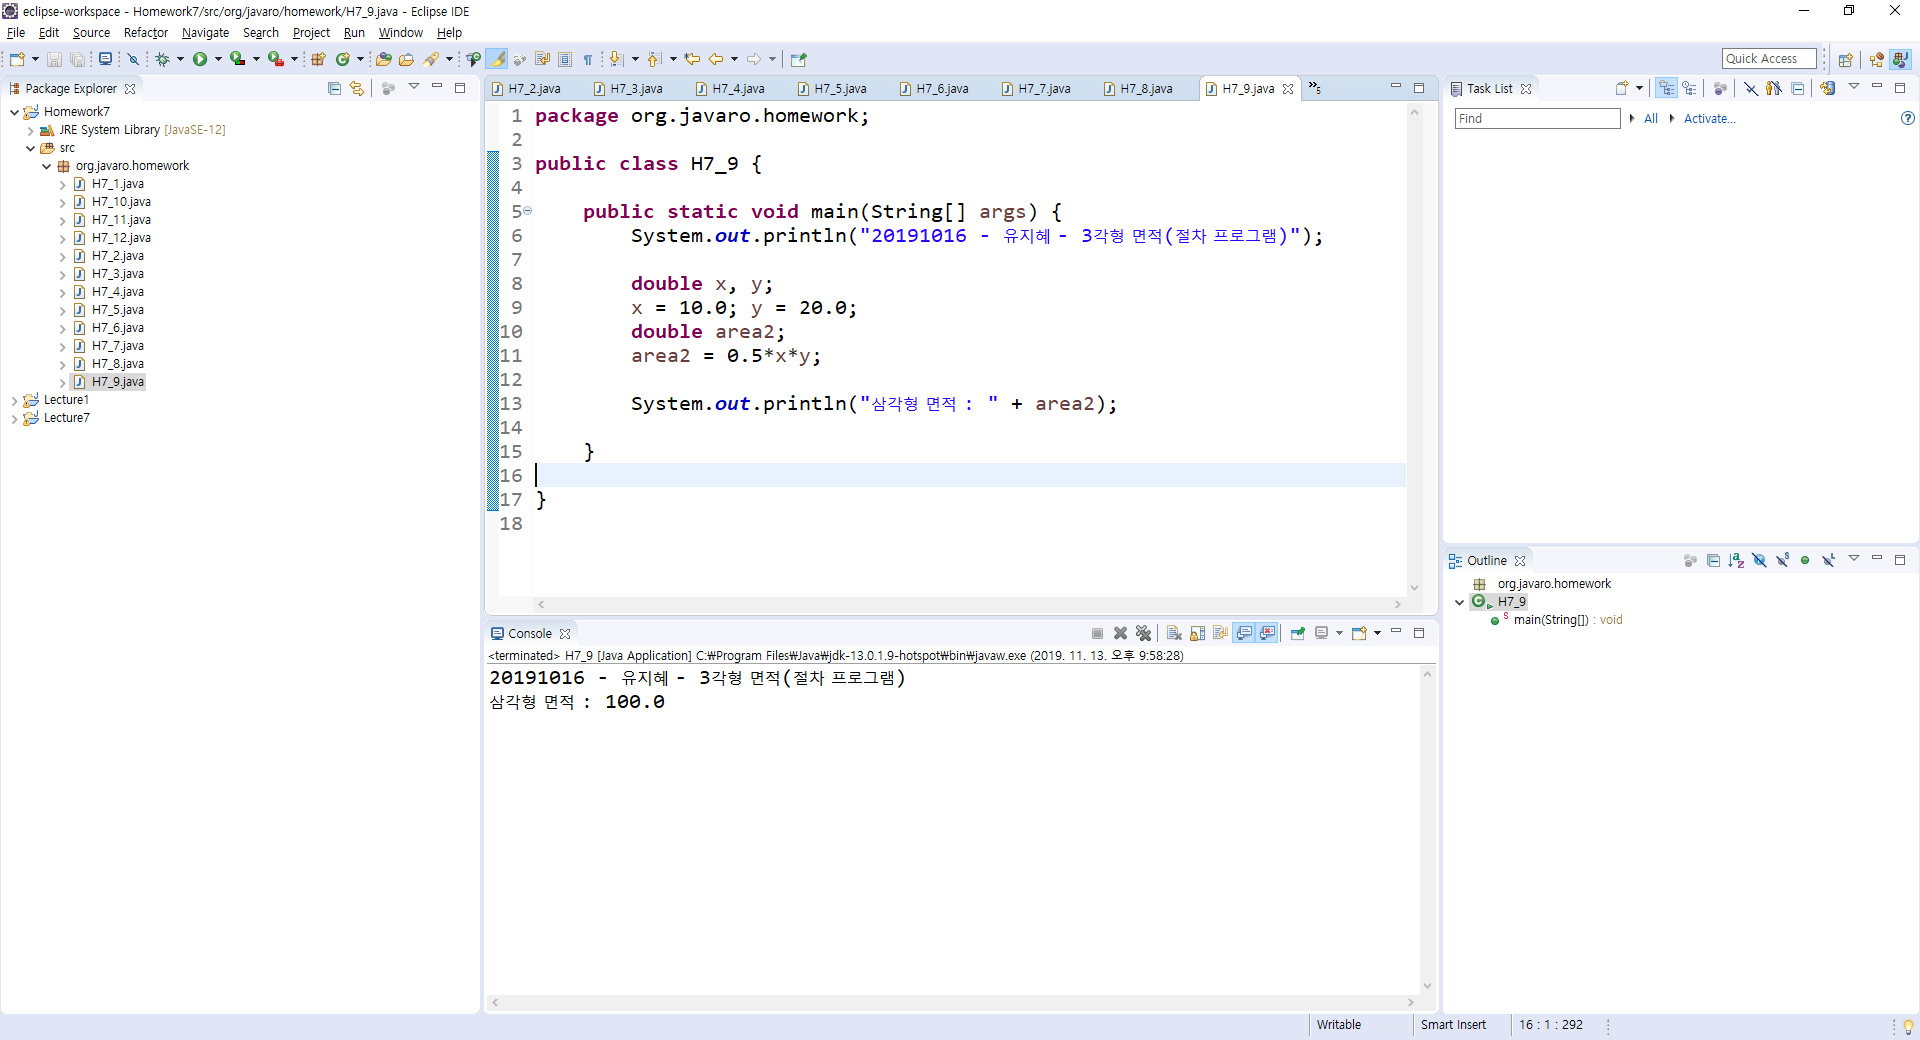 eclipse-workspace - Homework7/src/org/javaro/homework/H7_9.java - Eclipse IDE
File Edit Source Refactor Navigate Search Project Run Window Help
Quick Access
Package Explorer
Homework7
JRE System Library [JavaSE-12]
src
org.javaro.homework
H7_1.java
H7_10.java
H7_11.java
H7_12.java
H7_2.java
H7_3.java
H7_4.java
H7_5.java
H7_6.java
H7_7.java
H7_8.java
H7_9.java
Lecture1
Lecture7
H7_2.java H7_3.java H7_4.java H7_5.java H7_6.java H7_7.java H7_8.java H7_9.java »5
1 package org.javaro.homework;
2
3 public class H7_9 {
4
5 public static void main(String[] args) {
6 System.out.println("20191016 - 유지혜 - 3각형 면적(절차 프로그램)");
7
8 double x, y;
9 x = 10.0; y = 20.0;
10 double area2;
11 area2 = 0.5*x*y;
12
13 System.out.println("삼각형 면적 : " + area2);
14
15 }
16
17 }
18
Console
<terminated> H7_9 [Java Application] C:₩Program Files₩Java₩jdk-13.0.1.9-hotspot₩bin₩javaw.exe (2019. 11. 13. 오후 9:58:28)
20191016 - 유지혜 - 3각형 면적(절차 프로그램)
삼각형 면적 : 100.0
Task List
Find All Activate...
Outline
org.javaro.homework
H7_9
main(String[]) : void
Writable Smart Insert 16 : 1 : 292